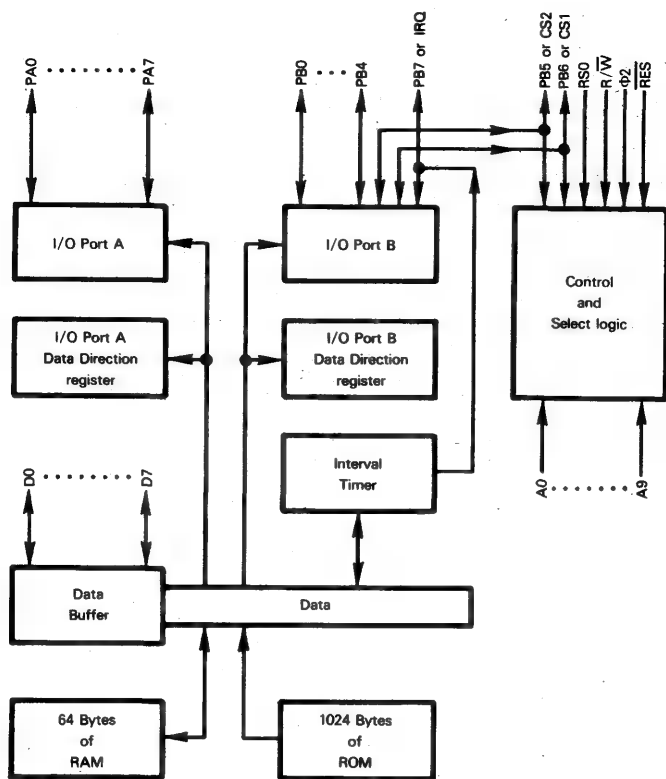 PA0
PA7
PB0
PB4
PB7 or IRQ
PB5 or CS2
PB6 or CS1
RS0
R/W̅
Φ2
R̅E̅S̅
I/O Port A
I/O Port B
Control
and
Select logic
I/O Port A
Data Direction
register
I/O Port B
Data Direction
register
D0
D7
Interval
Timer
A0
A9
Data
Buffer
Data
64 Bytes
of
RAM
1024 Bytes
of
ROM